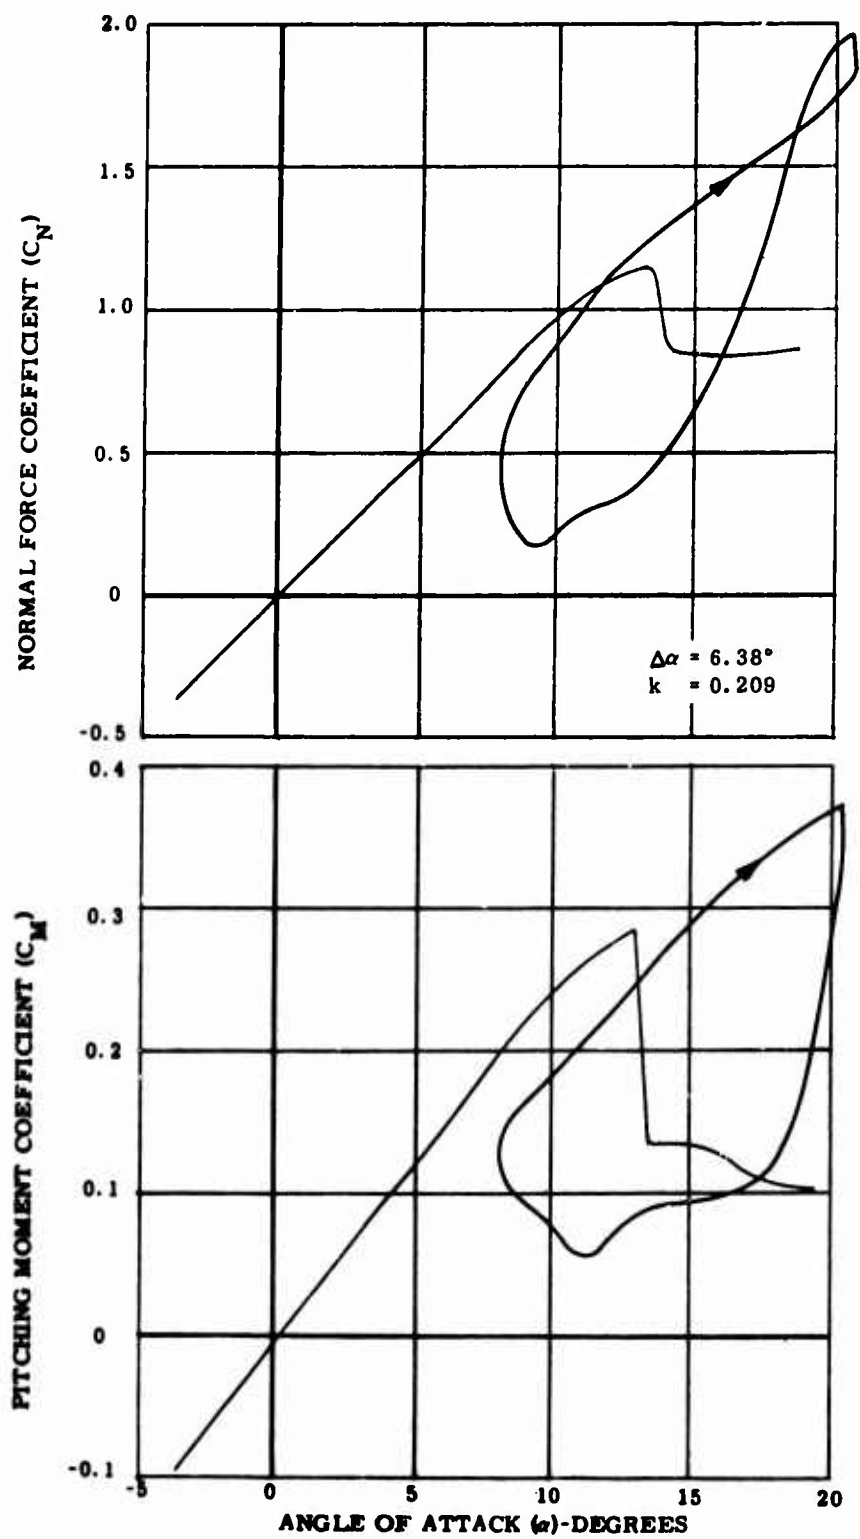 2.0
1.5
1.0
0.5
0
-0.5
NORMAL FORCE COEFFICIENT (C_N)
Δα = 6.38°
k = 0.209
0.4
0.3
0.2
0.1
0
-0.1
PITCHING MOMENT COEFFICIENT (C_M)
-5 0 5 10 15 20
ANGLE OF ATTACK (α)-DEGREES